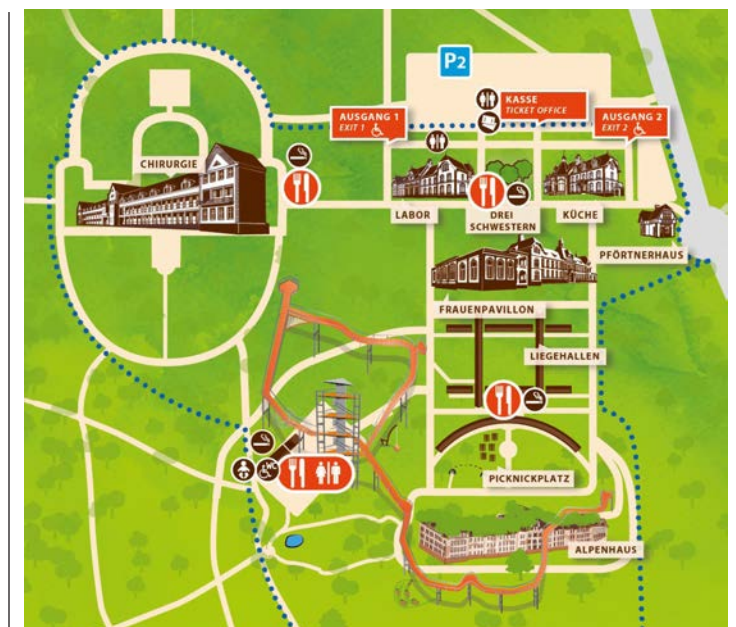 P2
KASSE
TICKET OFFICE
AUSGANG 1
EXIT 1
AUSGANG 2
EXIT 2
CHIRURGIE
LABOR
DREI
SCHWESTERN
KÜCHE
PFÖRTNERHAUS
FRAUENPAVILLON
LIEGEHALLEN
WC
PICKNICKPLATZ
ALPENHAUS